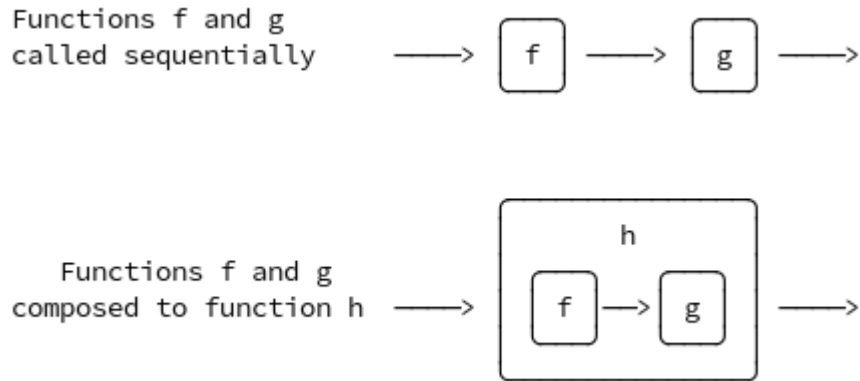 Functions f and g
called sequentially
f
g
h
Functions f and g
composed to function h
f
g